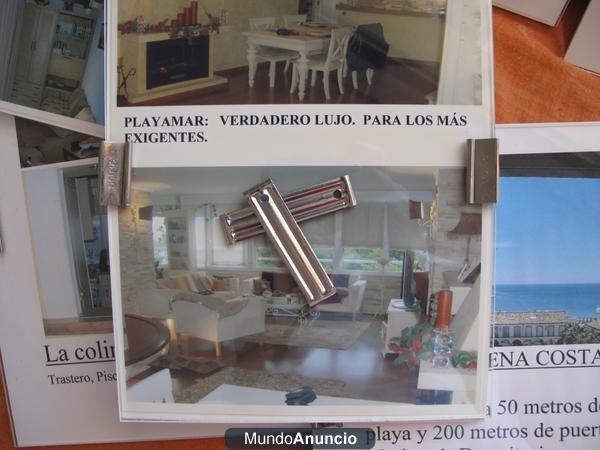 PLAYAMAR: VERDADERO LUJO. PARA LOS MÁS
EXIGENTES.
La colin
Trastero, Pisc
ENA COSTA
a 50 metros de
playa y 200 metros de puert
MundoAnuncio